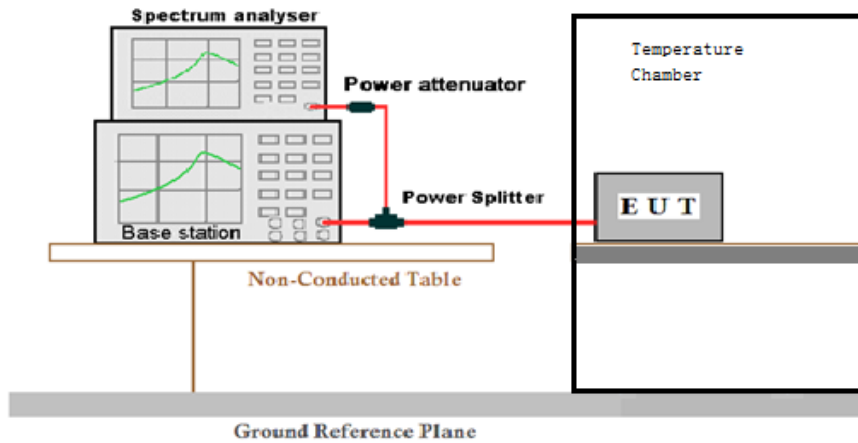 Spectrum analyser
Temperature
Chamber
Power attenuator
Power Splitter
E U T
Base station
Non-Conducted Table
Ground Reference Plane